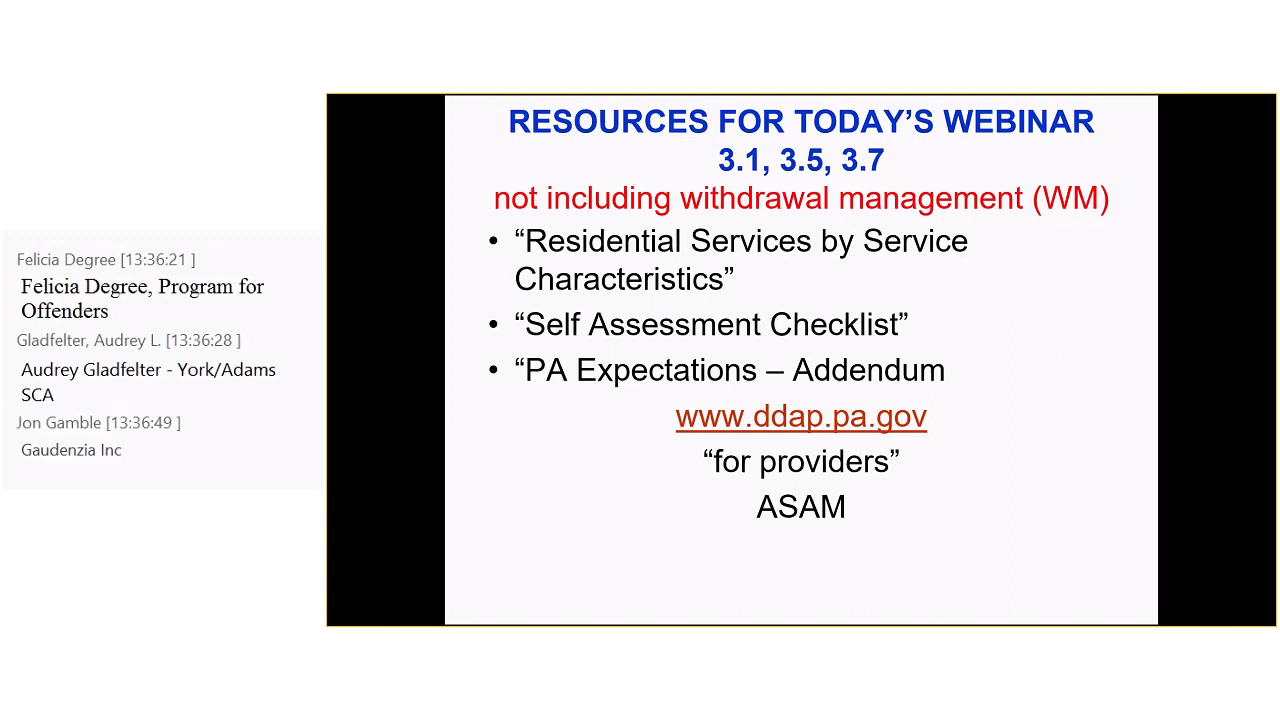 Felicia Degree [13:36:21 ]
Felicia Degree, Program for
Offenders
Gladfelter, Audrey L. [13:36:28 ]
Audrey Gladfelter - York/Adams
SCA
Jon Gamble [13:36:49 ]
Gaudenzia Inc
RESOURCES FOR TODAY’S WEBINAR
3.1, 3.5, 3.7
not including withdrawal management (WM)
• “Residential Services by Service
Characteristics”
• “Self Assessment Checklist”
• “PA Expectations – Addendum
www.ddap.pa.gov
“for providers”
ASAM